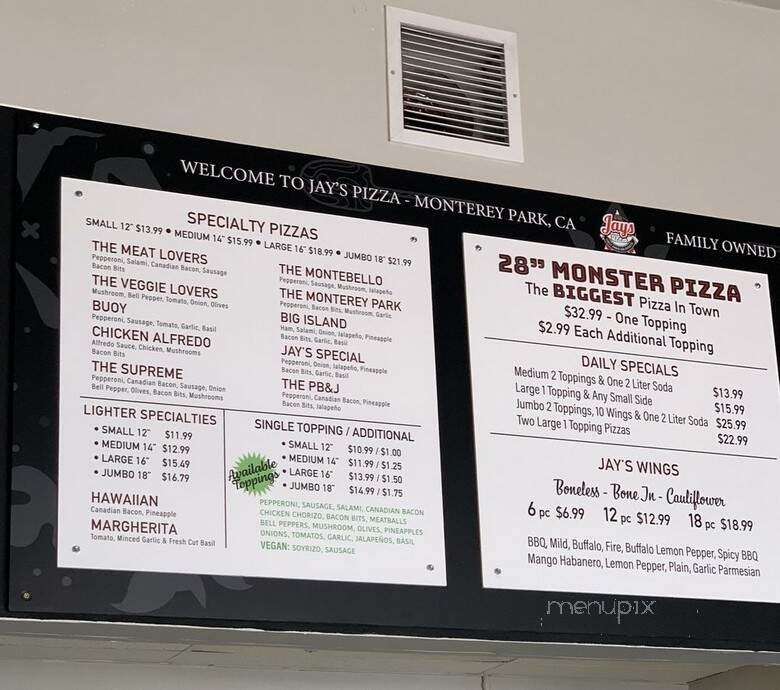 WELCOME TO JAY'S PIZZA - MONTEREY PARK, CA
Jays
FAMILY OWNED
SPECIALTY PIZZAS
SMALL 12" $13.99 • MEDIUM 14" $15.99 • LARGE 16" $18.99 • JUMBO 18" $21.99
THE MEAT LOVERS
Pepperoni, Salami, Canadian Bacon, Sausage
Bacon Bits
THE VEGGIE LOVERS
Mushroom, Bell Pepper, Tomato, Onion, Olives
BUOY
Pepperoni, Sausage, Tomato, Garlic, Basil
CHICKEN ALFREDO
Alfredo Sauce, Chicken, Mushrooms
Bacon Bits
THE SUPREME
Pepperoni, Canadian Bacon, Sausage, Onion
Bell Pepper, Olives, Bacon Bits, Mushrooms
THE MONTEBELLO
Pepperoni, Sausage, Mushroom, Jalapeño
THE MONTEREY PARK
Pepperoni, Bacon Bits, Mushroom, Garlic
BIG ISLAND
Ham, Salami, Onion, Jalapeño, Pineapple
Bacon Bits, Garlic, Basil
JAY'S SPECIAL
Pepperoni, Onion, Jalapeño, Pineapple
Bacon Bits, Garlic, Basil
THE PB&J
Pepperoni, Canadian Bacon, Pineapple
Bacon Bits, Jalapeño
LIGHTER SPECIALTIES
• SMALL 12" $11.99
• MEDIUM 14" $12.99
• LARGE 16" $15.49
• JUMBO 18" $16.79
HAWAIIAN
Canadian Bacon, Pineapple
MARGHERITA
Tomato, Minced Garlic & Fresh Cut Basil
SINGLE TOPPING / ADDITIONAL
• SMALL 12" $10.99 / $1.00
• MEDIUM 14" $11.99 / $1.25
• LARGE 16" $13.99 / $1.50
• JUMBO 18" $14.99 / $1.75
Available
Toppings
PEPPERONI, SAUSAGE, SALAMI, CANADIAN BACON
CHICKEN CHORIZO, BACON BITS, MEATBALLS
BELL PEPPERS, MUSHROOM, OLIVES, PINEAPPLES
ONIONS, TOMATOS, GARLIC, JALAPEÑOS, BASIL
VEGAN: SOYRIZO, SAUSAGE
28" MONSTER PIZZA
The BIGGEST Pizza In Town
$32.99 - One Topping
$2.99 Each Additional Topping
DAILY SPECIALS
Medium 2 Toppings & One 2 Liter Soda $13.99
Large 1 Topping & Any Small Side $15.99
Jumbo 2 Toppings, 10 Wings & One 2 Liter Soda $25.99
Two Large 1 Topping Pizzas $22.99
JAY'S WINGS
Boneless - Bone In - Cauliflower
6 pc $6.99 12 pc $12.99 18 pc $18.99
BBQ, Mild, Buffalo, Fire, Buffalo Lemon Pepper, Spicy BBQ
Mango Habanero, Lemon Pepper, Plain, Garlic Parmesian
menupix